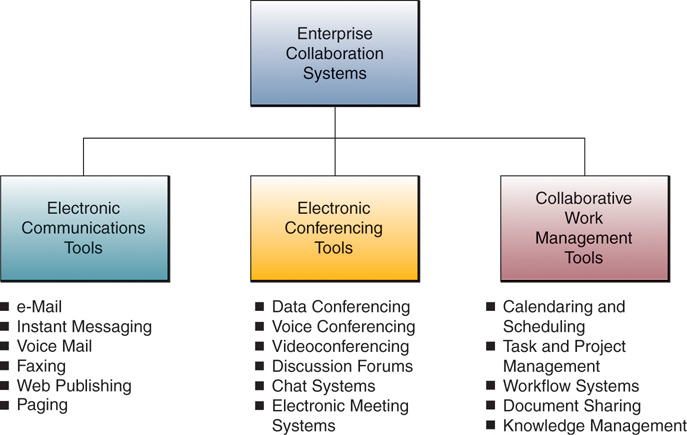 Enterprise
Collaboration
Systems
Electronic
Communications
Tools
Electronic
Conferencing
Tools
Collaborative
Work
Management
Tools
■ e-Mail
■ Instant Messaging
■ Voice Mail
■ Faxing
■ Web Publishing
■ Paging
■ Data Conferencing
■ Voice Conferencing
■ Videoconferencing
■ Discussion Forums
■ Chat Systems
■ Electronic Meeting
Systems
■ Calendaring and
Scheduling
■ Task and Project
Management
■ Workflow Systems
■ Document Sharing
■ Knowledge Management